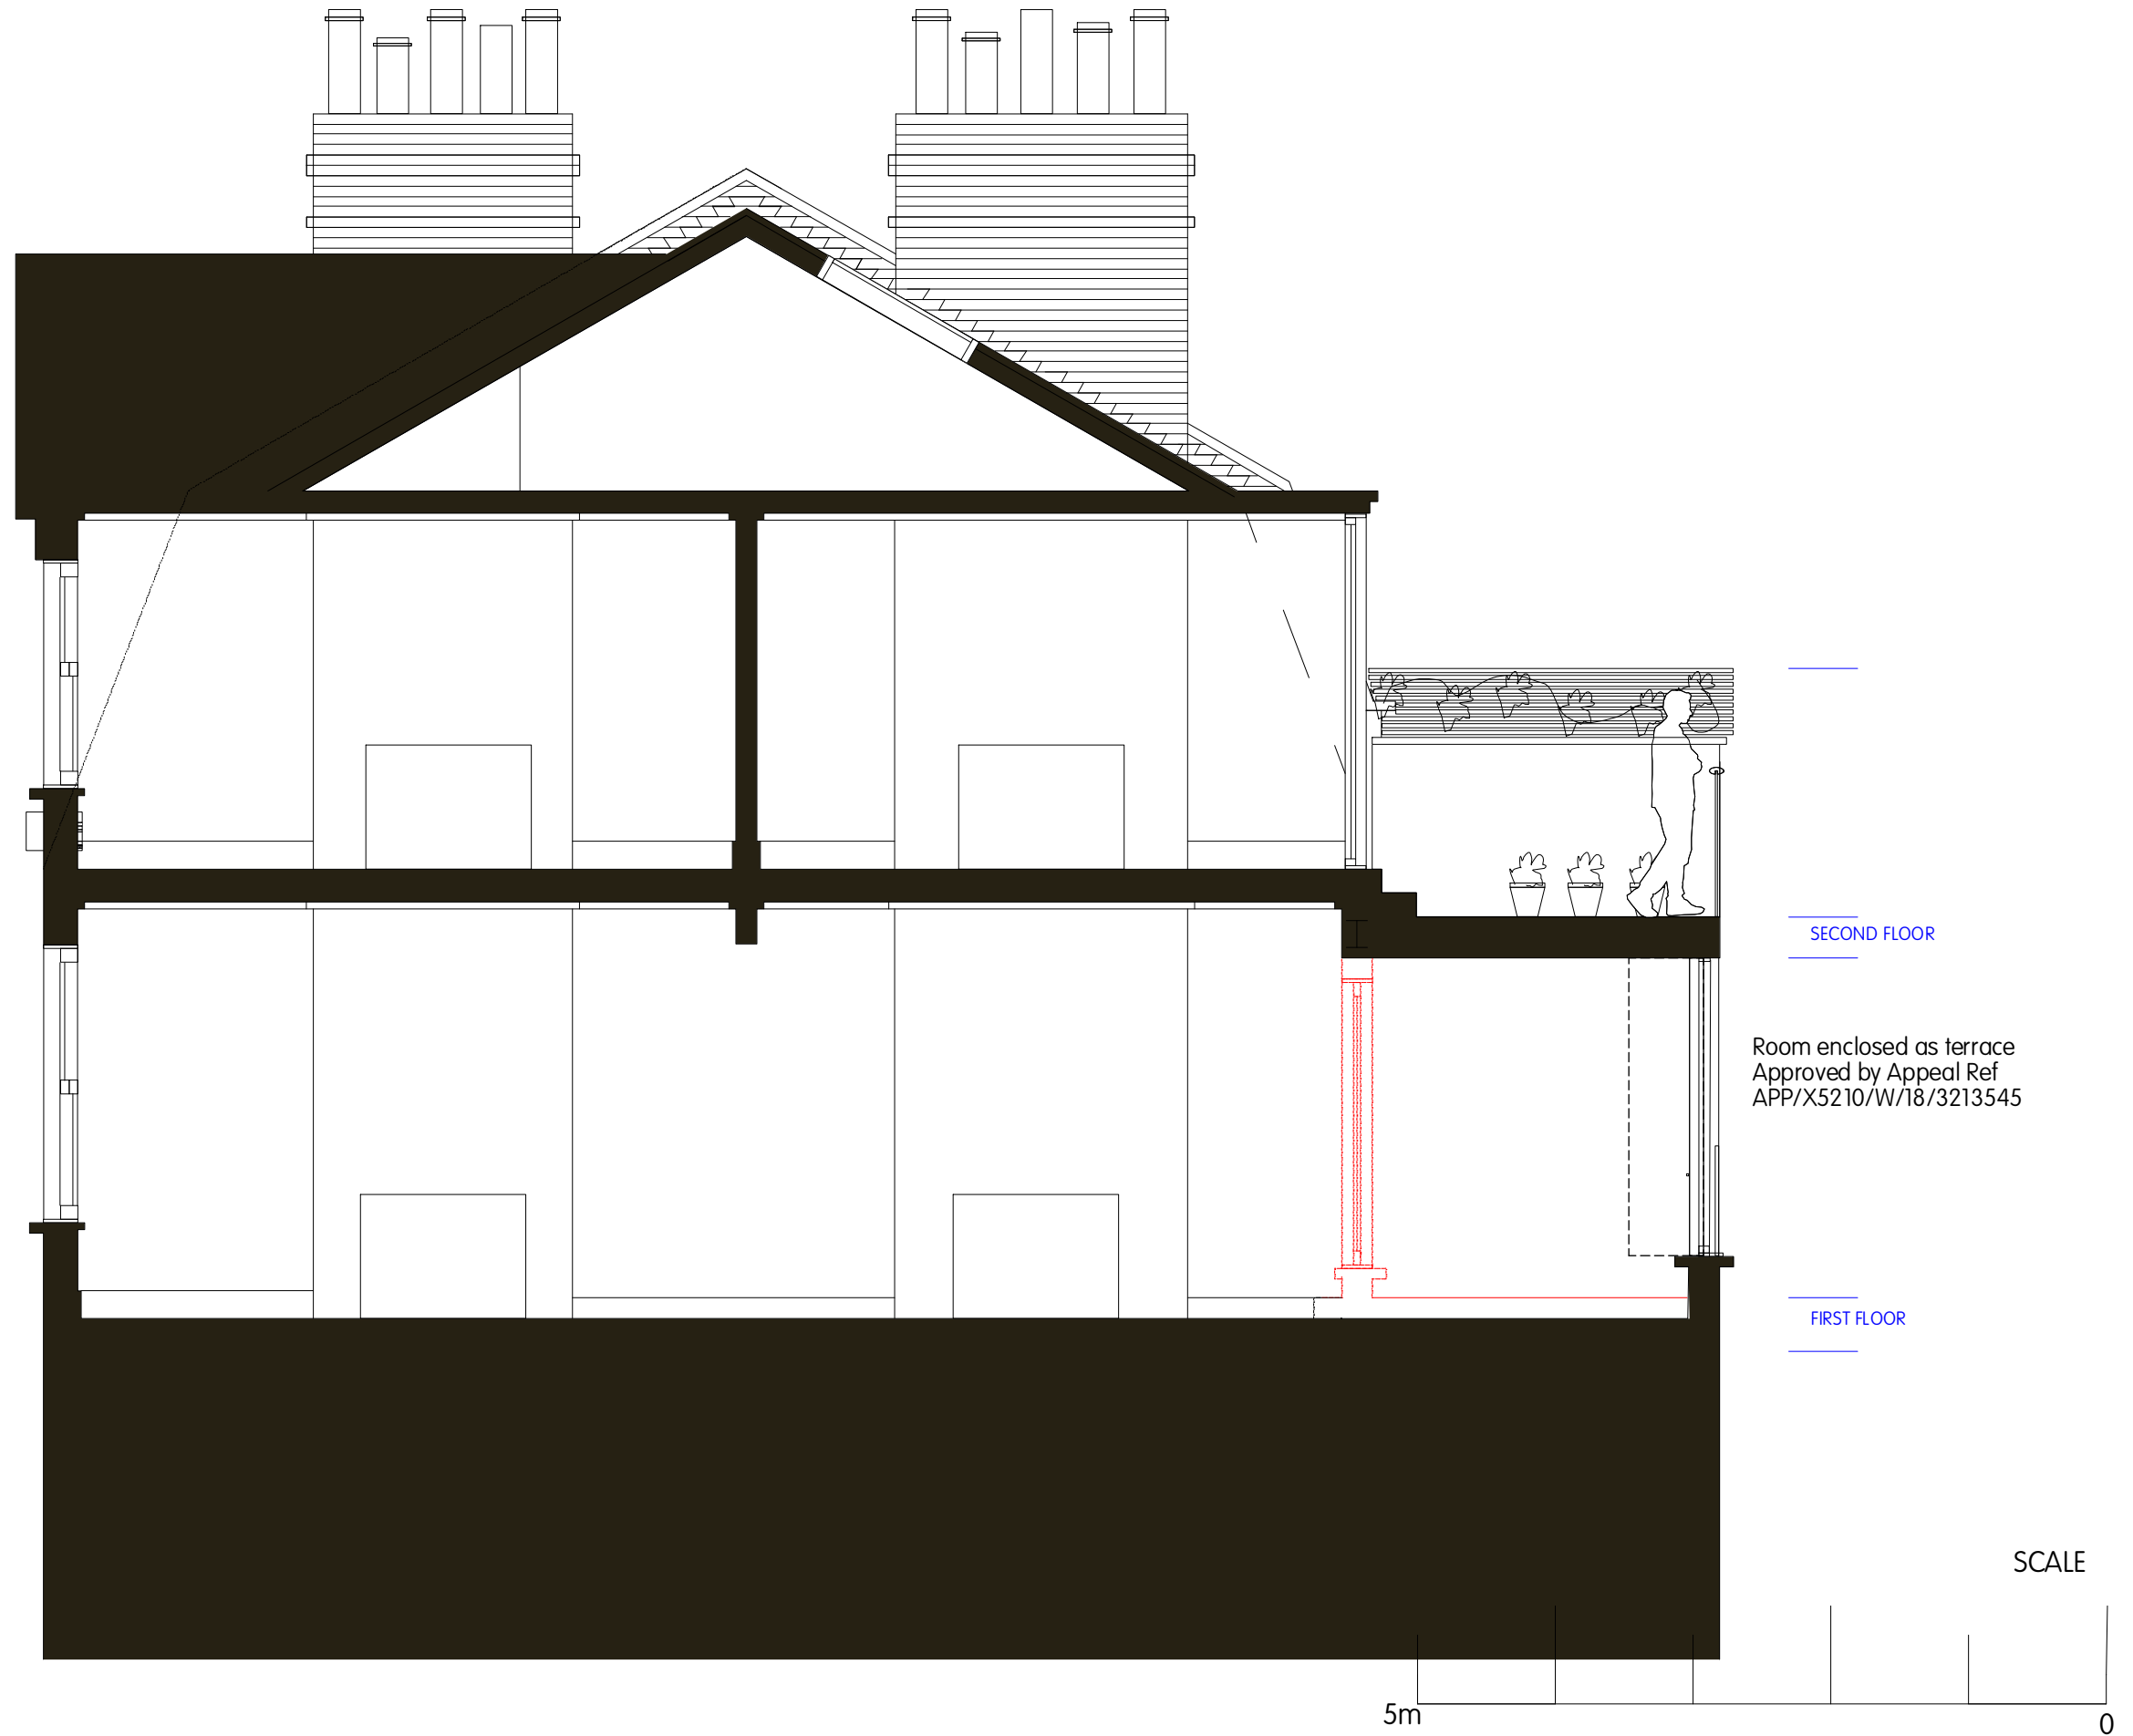 SECOND FLOOR
Room enclosed as terrace
Approved by Appeal Ref
APP/X5210/W/18/3213545
FIRST FLOOR
SCALE
5m
0